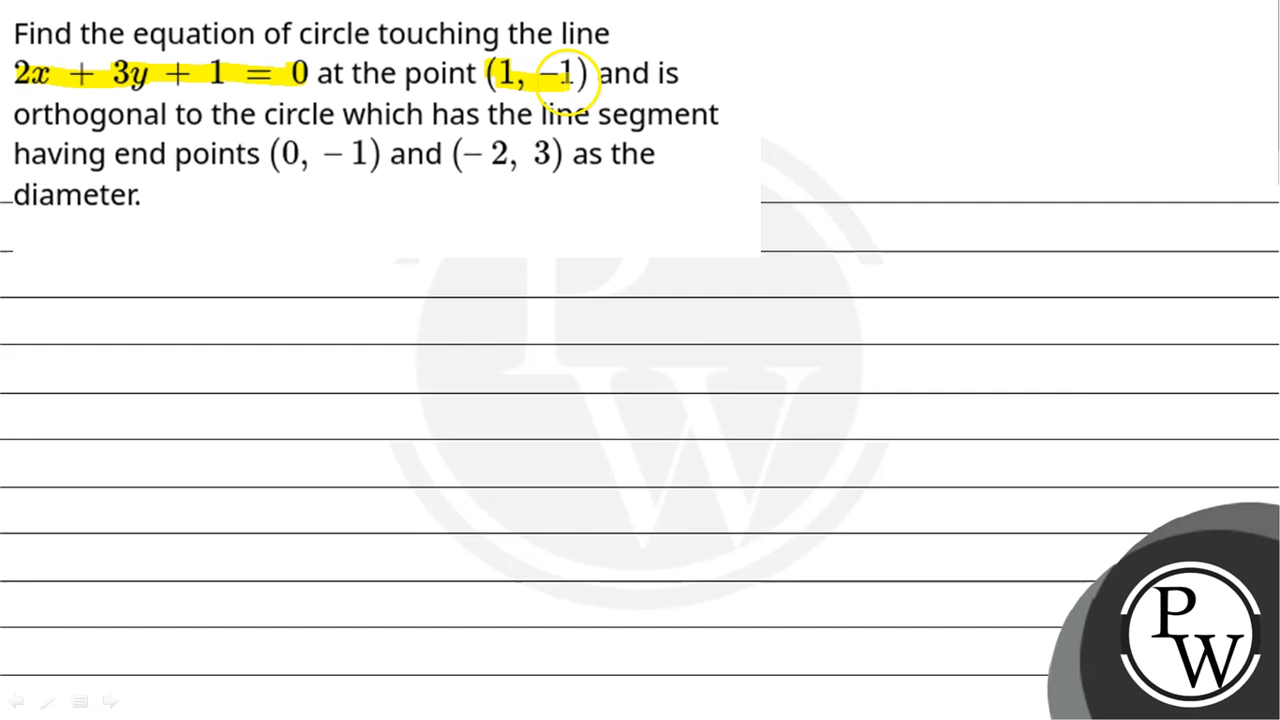 Find the equation of circle touching the line
2x + 3y + 1 = 0 at the point (1, −1) and is
orthogonal to the circle which has the line segment
having end points (0, − 1) and (− 2, 3) as the
diameter.
P
W
P
W